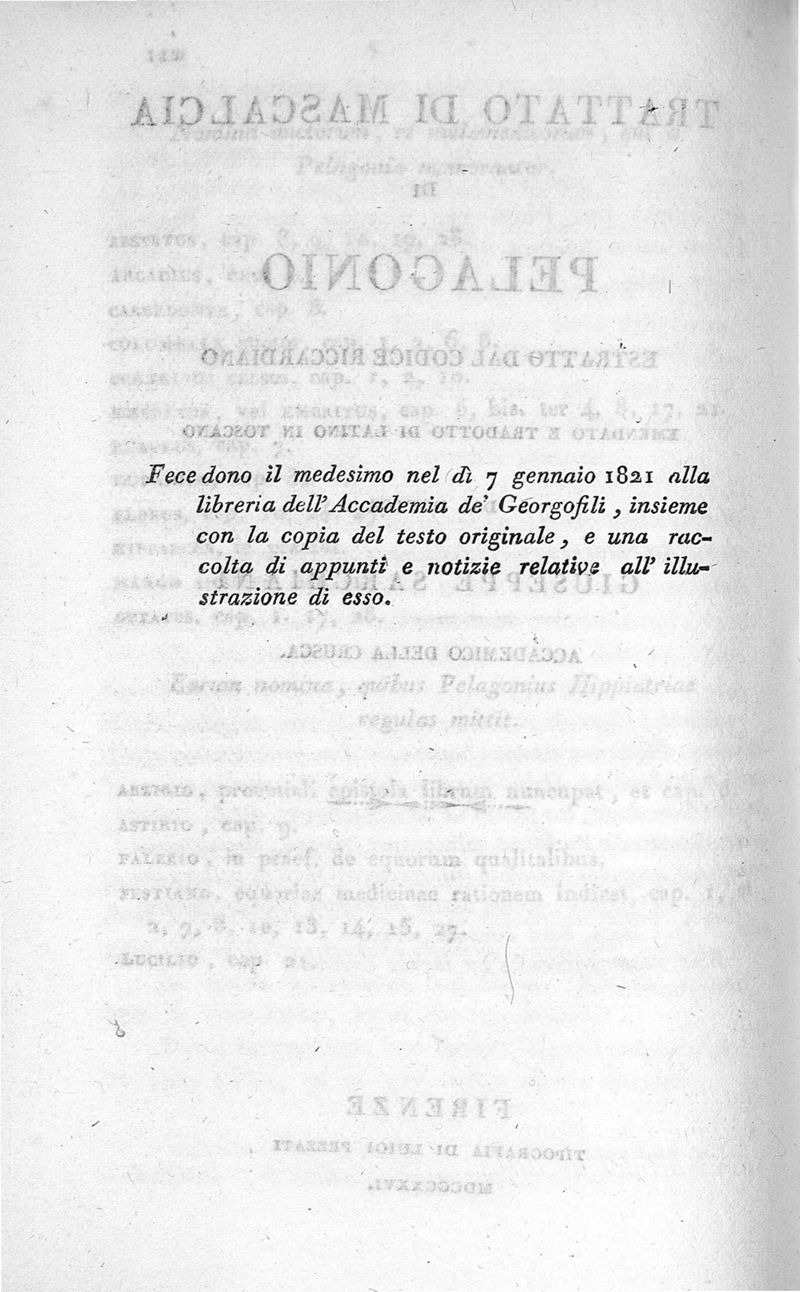 Fece dono il medesimo nel dì 7 gennaio 1821 alla
libreria dell'Accademia de' Georgofili, insieme
con la copia del testo originale, e una rac-
colta di appunti e notizie relative all' illu-
strazione di esso.